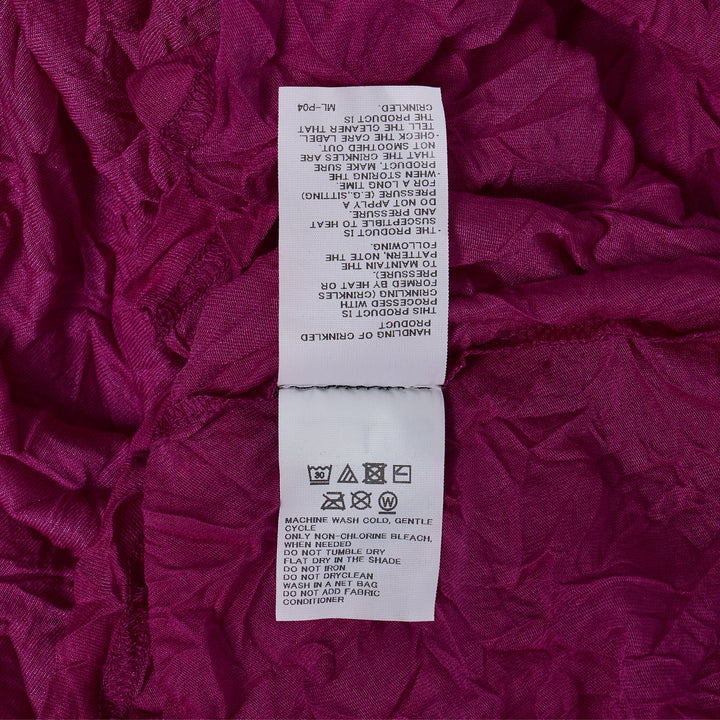 HANDLING OF CRINKLED
PRODUCT
THIS PRODUCT IS
PROCESSED WITH
CRINKLING (CRINKLES
FORMED BY HEAT OR
PRESSURE).
TO MAINTAIN THE
PATTERN, NOTE THE
FOLLOWING.
·THE PRODUCT IS
SUSCEPTIBLE TO HEAT
AND PRESSURE.
DO NOT APPLY A
PRESSURE (E.G.,SITTING)
FOR A LONG TIME.
·WHEN STORING THE
PRODUCT, MAKE SURE
THAT THE CRINKLES ARE
NOT SMOOTHED OUT.
·CHECK THE CARE LABEL.
TELL THE CLEANER THAT
THE PRODUCT IS
CRINKLED.
ML-P04
30
W
MACHINE WASH COLD, GENTLE
CYCLE
ONLY NON-CHLORINE BLEACH,
WHEN NEEDED
DO NOT TUMBLE DRY
FLAT DRY IN THE SHADE
DO NOT IRON
DO NOT DRYCLEAN
WASH IN A NET BAG
DO NOT ADD FABRIC
CONDITIONER